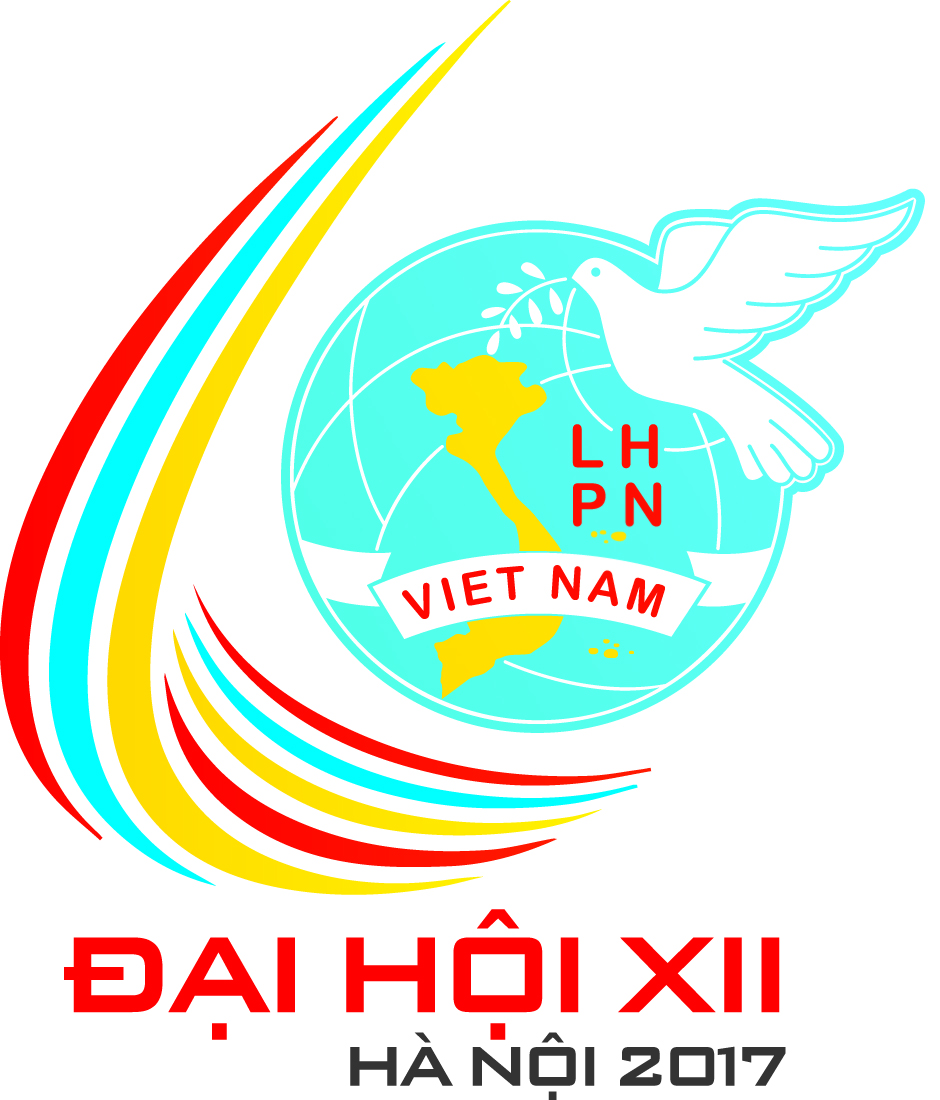 LH
PN
VIET NAM
ĐẠI HỘI XII
HÀ NỘI 2017